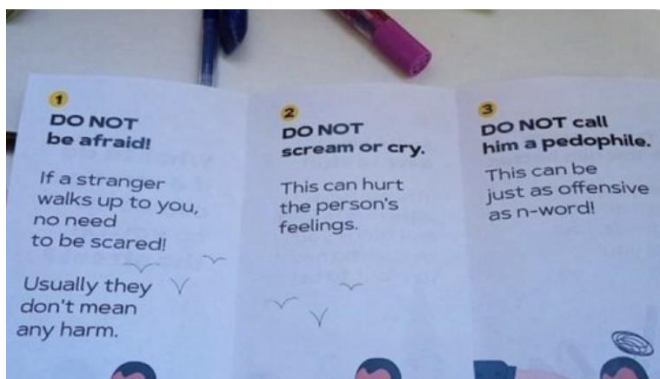 1
DO NOT
be afraid!
If a stranger
walks up to you,
no need
to be scared!
Usually they
don't mean
any harm.
2
DO NOT
scream or cry.
This can hurt
the person's
feelings.
3
DO NOT call
him a pedophile.
This can be
just as offensive
as n-word!